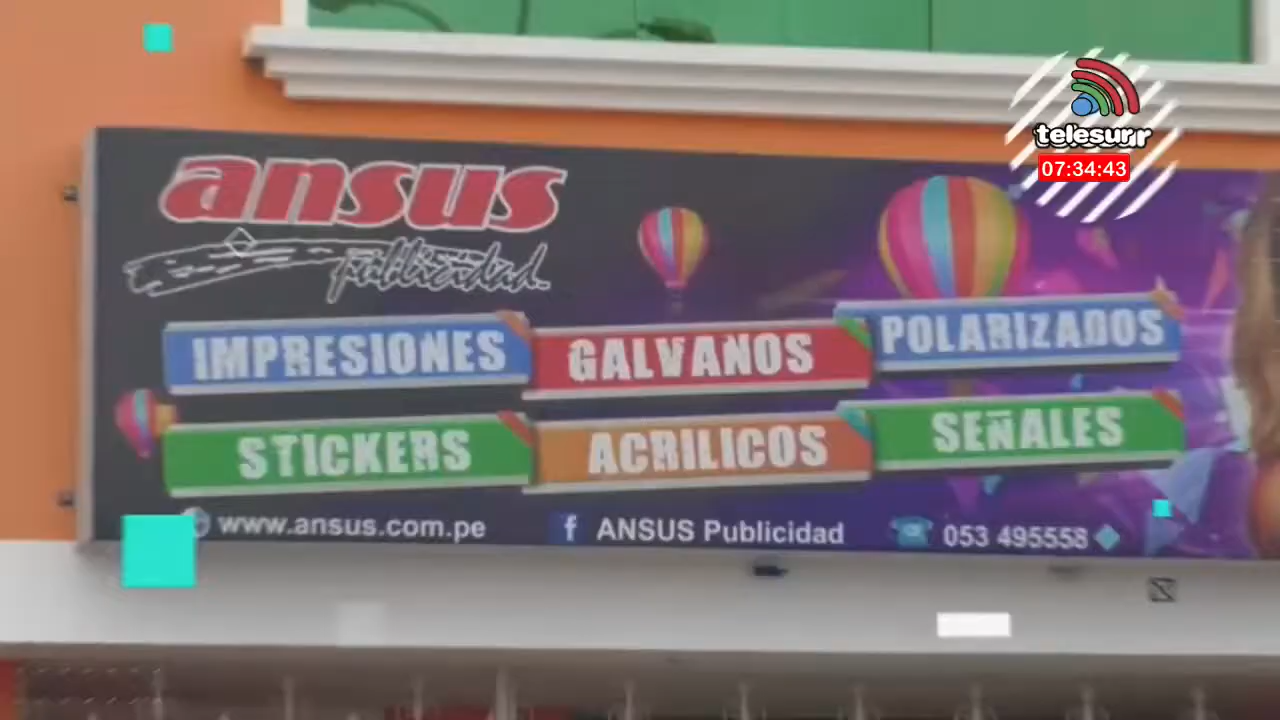 telesurr
07:34:43
ansus
Publicidad.
IMPRESIONES
GALVANOS
POLARIZADOS
STICKERS
ACRILICOS
SEÑALES
www.ansus.com.pe
f ANSUS Publicidad
053 495558